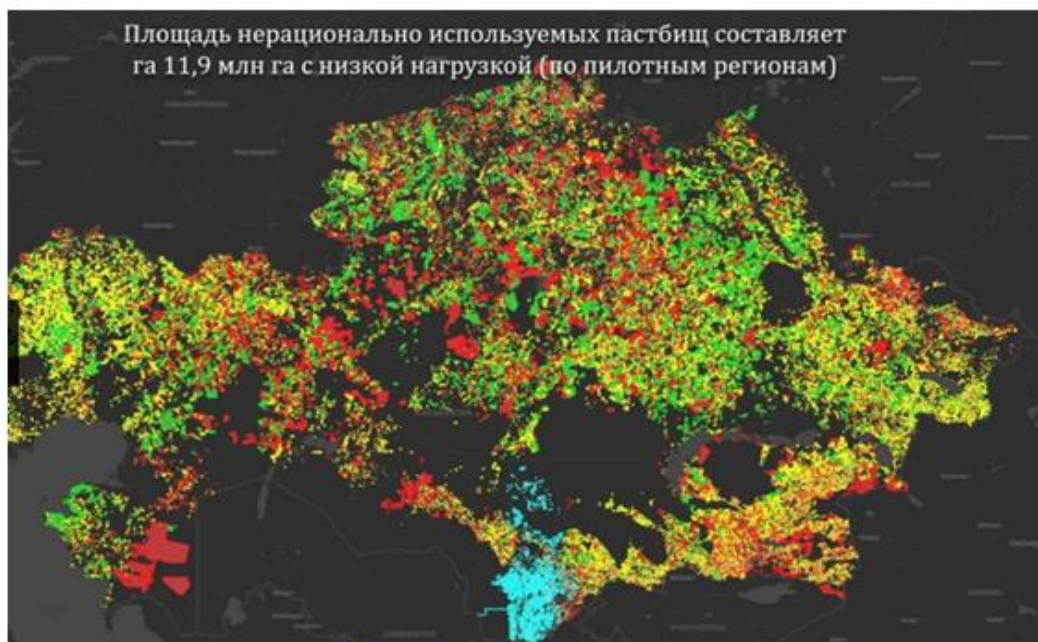 Площадь нерационально используемых пастбищ составляет
га 11,9 млн га с низкой нагрузкой (по пилотным регионам)